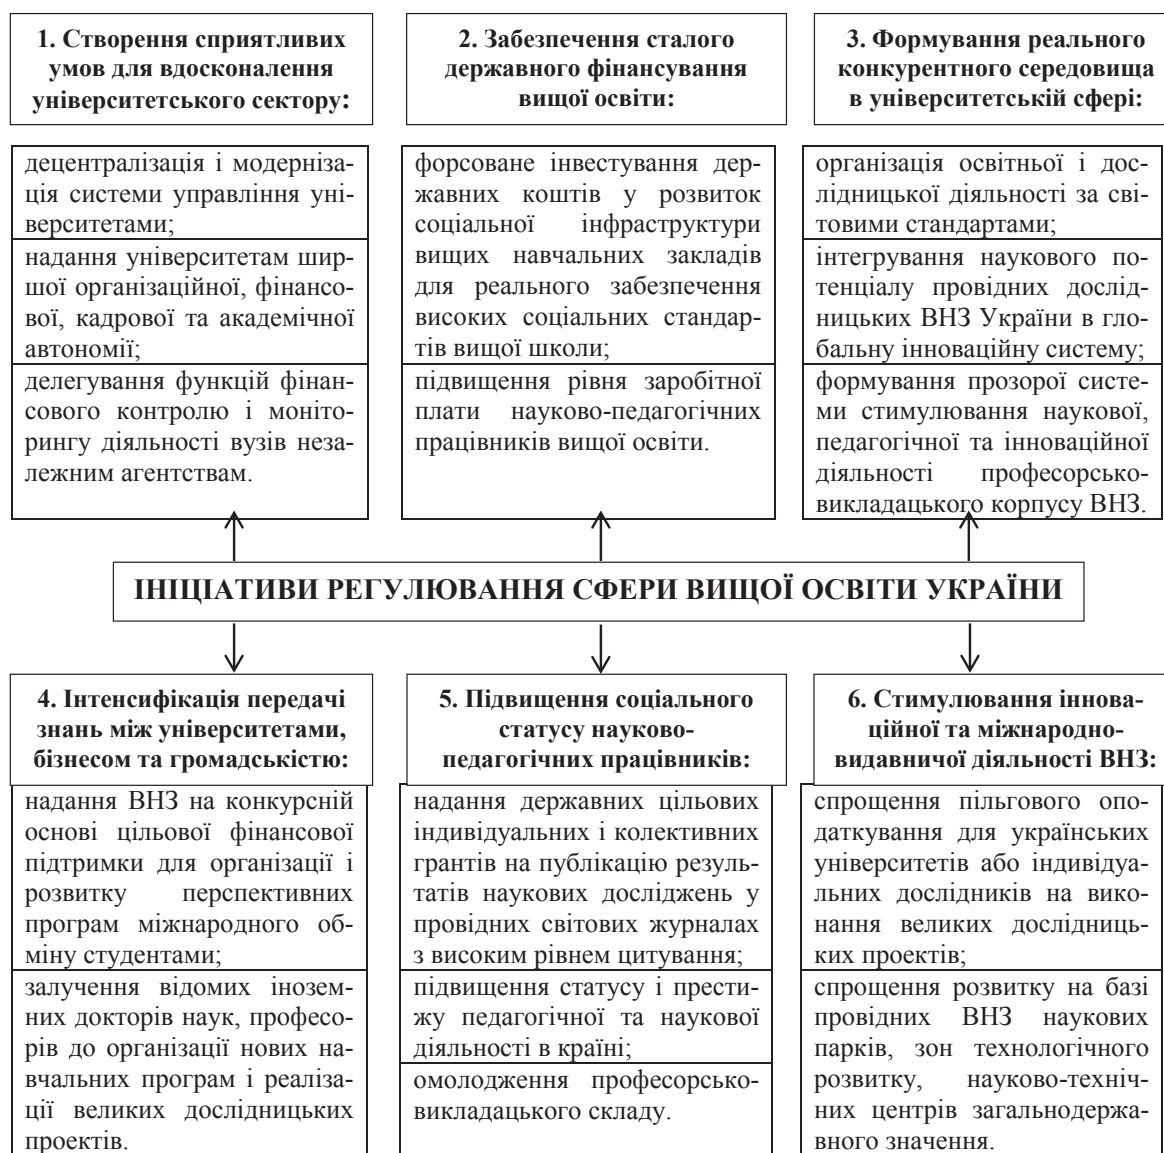 1. Створення сприятливих
умов для вдосконалення
університетського сектору:
децентралізація і модерніза-
ція системи управління уні-
верситетами;
надання університетам шир-
шої організаційної, фінансо-
вої, кадрової та академічної
автономії;
делегування функцій фінан-
сового контролю і моніто-
рингу діяльності вузів неза-
лежним агентствам.
2. Забезпечення сталого
державного фінансування
вищої освіти:
форсоване інвестування дер-
жавних коштів у розвиток
соціальної інфраструктури
вищих навчальних закладів
для реального забезпечення
високих соціальних стандар-
тів вищої школи;
підвищення рівня заробітної
плати науково-педагогічних
працівників вищої освіти.
3. Формування реального
конкурентного середовища
в університетській сфері:
організація освітньої і дос-
лідницької діяльності за сві-
товими стандартами;
інтегрування наукового по-
тенціалу провідних дослід-
ницьких ВНЗ України в гло-
бальну інноваційну систему;
формування прозорої систе-
ми стимулювання наукової,
педагогічної та інноваційної
діяльності професорсько-
викладацького корпусу ВНЗ.
ІНІЦІАТИВИ РЕГУЛЮВАННЯ СФЕРИ ВИЩОЇ ОСВІТИ УКРАЇНИ
4. Інтенсифікація передачі
знань між університетами,
бізнесом та громадськістю:
надання ВНЗ на конкурсній
основі цільової фінансової
підтримки для організації і
розвитку перспективних
програм міжнародного об-
міну студентами;
залучення відомих інозем-
них докторів наук, професо-
рів до організації нових на-
вчальних програм і реаліза-
ції великих дослідницьких
проектів.
5. Підвищення соціального
статусу науково-
педагогічних працівників:
надання державних цільових
індивідуальних і колективних
грантів на публікацію резуль-
татів наукових досліджень у
провідних світових журналах
з високим рівнем цитування;
підвищення статусу і прести-
жу педагогічної та наукової
діяльності в країні;
омолодження професорсько-
викладацького складу.
6. Стимулювання іннова-
ційної та міжнародно-
видавничої діяльності ВНЗ:
спрощення пільгового опо-
даткування для українських
університетів або індивідуа-
льних дослідників на вико-
нання великих дослідниць-
ких проектів;
спрощення розвитку на базі
провідних ВНЗ наукових
парків, зон технологічного
розвитку, науково-техніч-
них центрів загальнодержа-
вного значення.